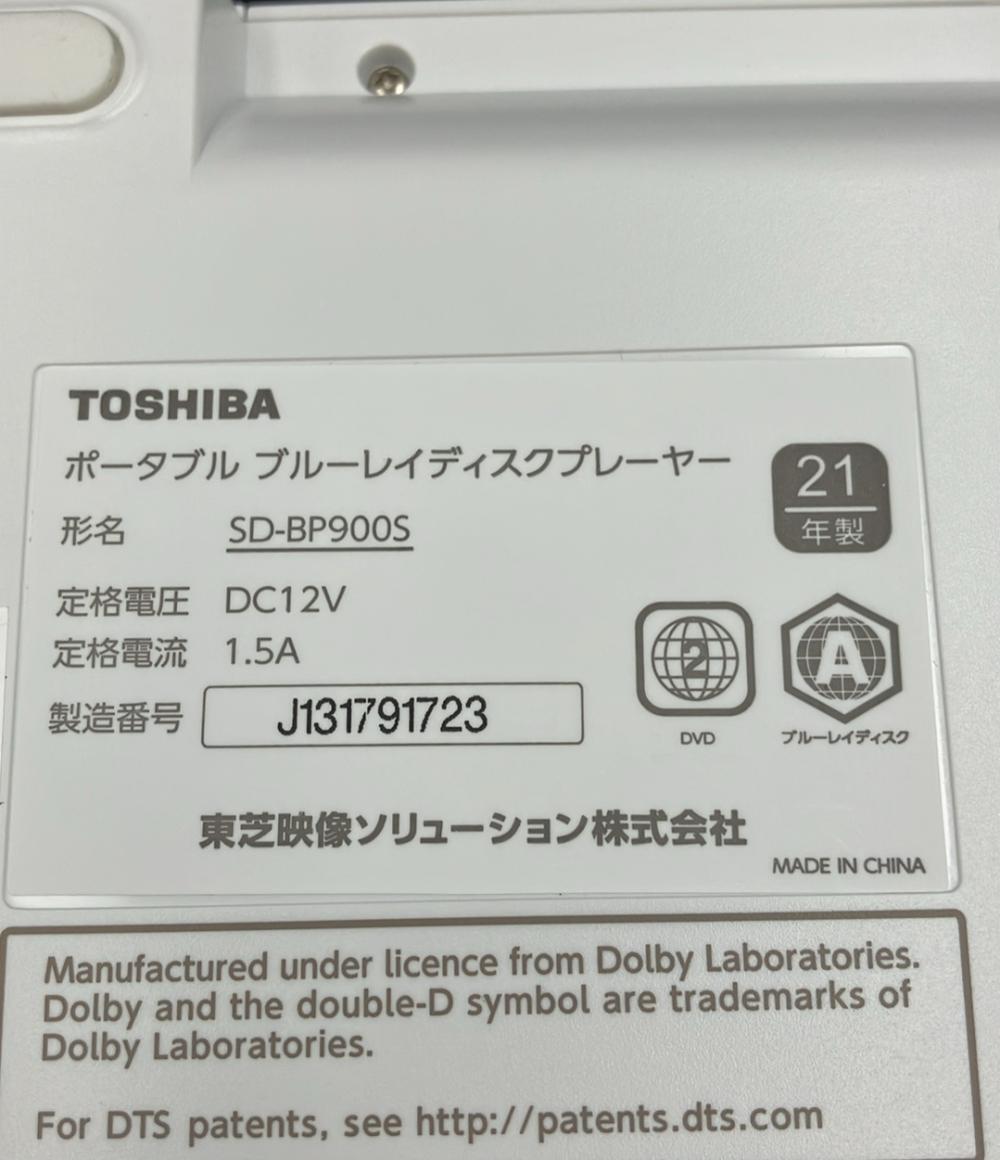 TOSHIBA
ポータブル ブルーレイディスクプレーヤー
21
年製
形名 SD-BP900S
定格電圧 DC12V
定格電流 1.5A
製造番号 J131791723
2
DVD
A
ブルーレイディスク
東芝映像ソリューション株式会社
MADE IN CHINA
Manufactured under licence from Dolby Laboratories.
Dolby and the double-D symbol are trademarks of
Dolby Laboratories.
For DTS patents, see http://patents.dts.com